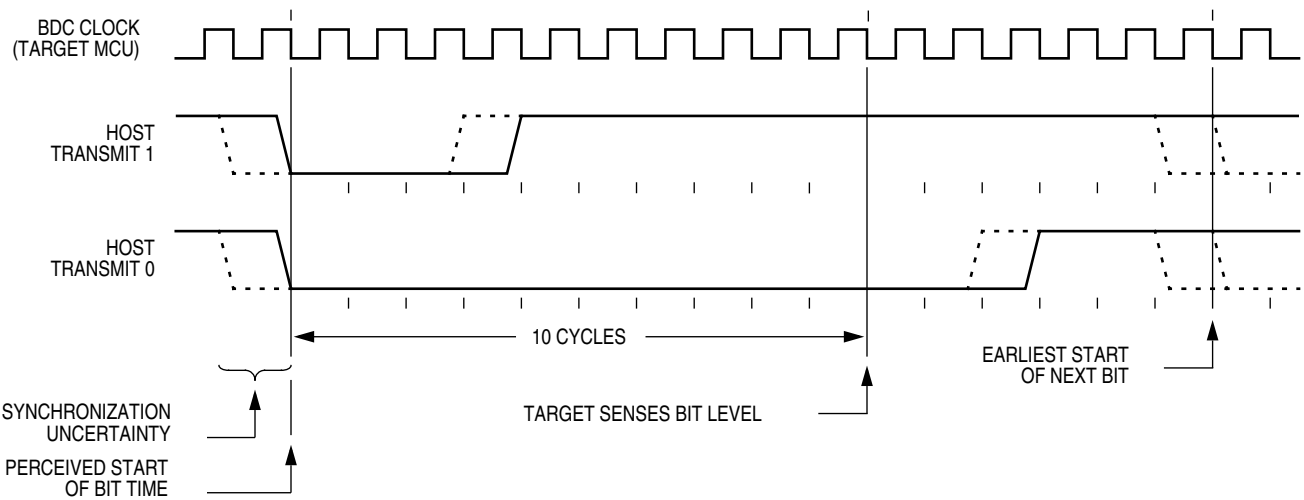 BDC CLOCK
(TARGET MCU)
HOST
TRANSMIT 1
HOST
TRANSMIT 0
10 CYCLES
EARLIEST START
OF NEXT BIT
SYNCHRONIZATION
UNCERTAINTY
TARGET SENSES BIT LEVEL
PERCEIVED START
OF BIT TIME